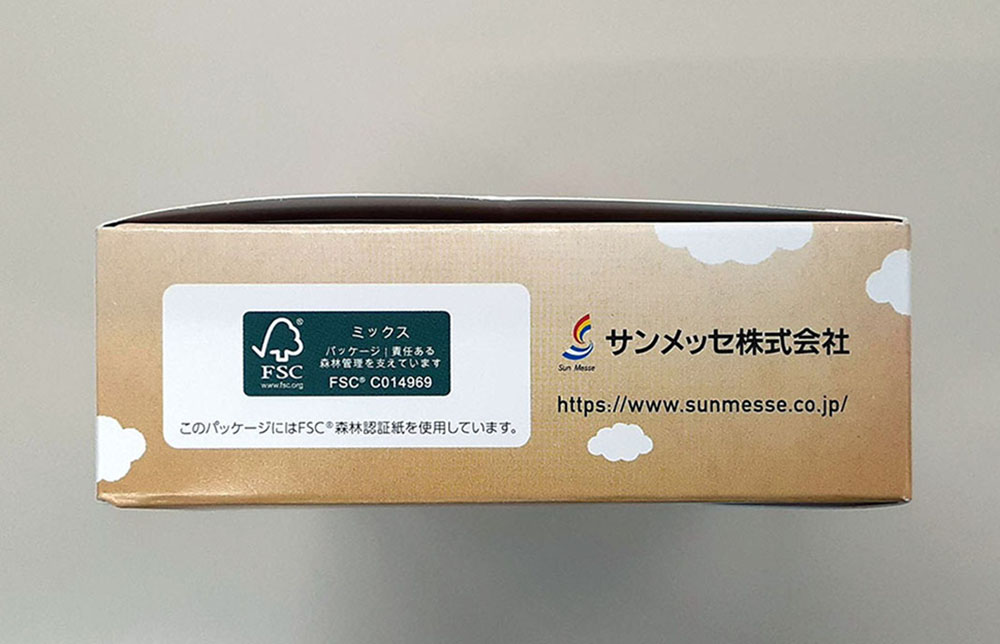 FSC®
www.fsc.org
ミックス
パッケージ | 責任ある
森林管理を支えています
FSC® C014969
このパッケージにはFSC®森林認証紙を使用しています。
Sun Messe
サンメッセ株式会社
https://www.sunmesse.co.jp/